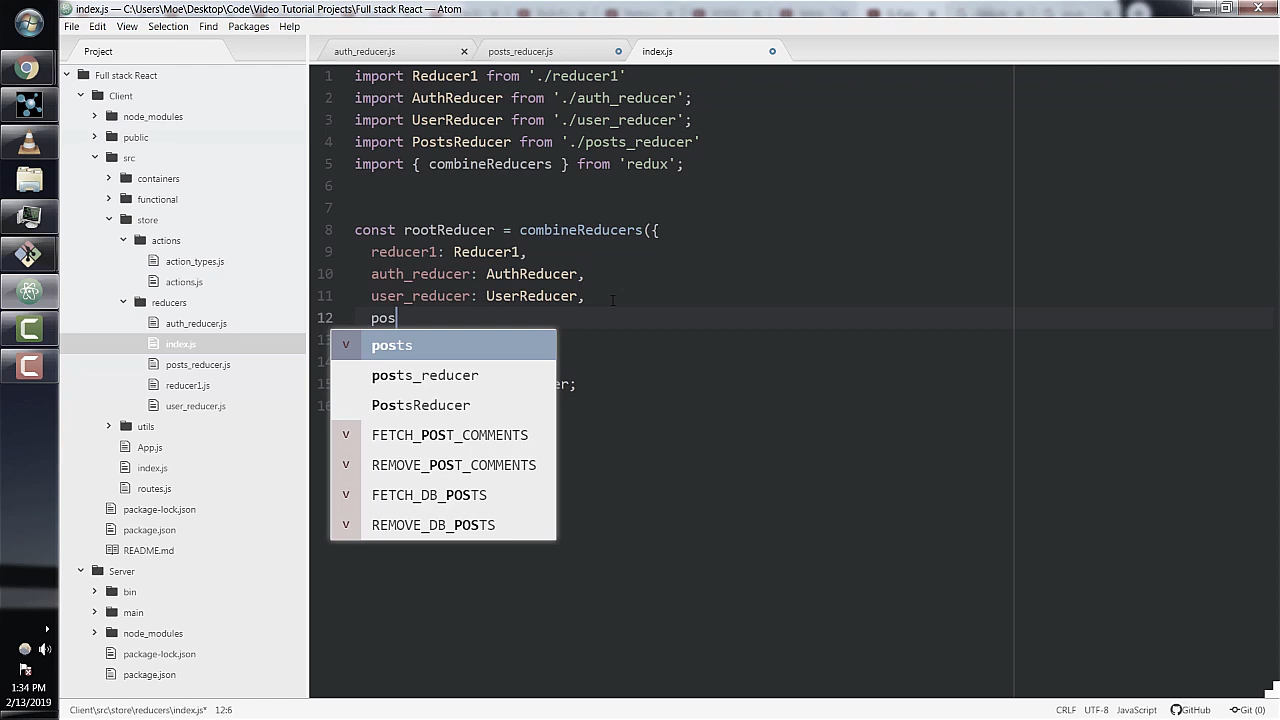 index.js — C:\Users\Moe\Desktop\Code\Video Tutorial Projects\Full stack React — Atom
File Edit View Selection Find Packages Help
Project
auth_reducer.js
posts_reducer.js
index.js
Full stack React
Client
node_modules
public
src
containers
functional
store
actions
action_types.js
actions.js
reducers
auth_reducer.js
index.js
posts_reducer.js
reducer1.js
user_reducer.js
utils
App.js
index.js
routes.js
package-lock.json
package.json
README.md
Server
bin
main
node_modules
package-lock.json
package.json
1 import Reducer1 from './reducer1'
2 import AuthReducer from './auth_reducer';
3 import UserReducer from './user_reducer';
4 import PostsReducer from './posts_reducer'
5 import { combineReducers } from 'redux';
6
7
8 const rootReducer = combineReducers({
9 reducer1: Reducer1,
10 auth_reducer: AuthReducer,
11 user_reducer: UserReducer,
12 pos
er;
v posts
posts_reducer
PostsReducer
v FETCH_POST_COMMENTS
v REMOVE_POST_COMMENTS
v FETCH_DB_POSTS
v REMOVE_DB_POSTS
1:34 PM
2/13/2019
Client\src\store\reducers\index.js* 12:6
CRLF UTF-8 JavaScript GitHub Git (0)